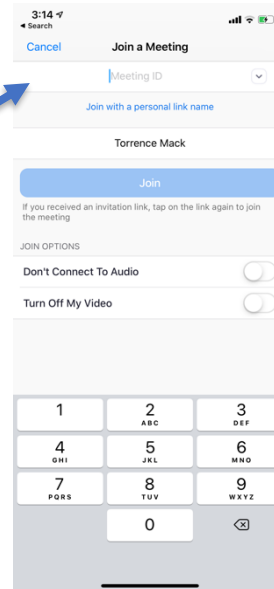 3:14
Search
Cancel Join a Meeting
Meeting ID
Join with a personal link name
Torrence Mack
Join
If you received an invitation link, tap on the link again to join
the meeting
JOIN OPTIONS
Don't Connect To Audio
Turn Off My Video
1 2 3
ABC DEF
4 5 6
GHI JKL MNO
7 8 9
PQRS TUV WXYZ
0